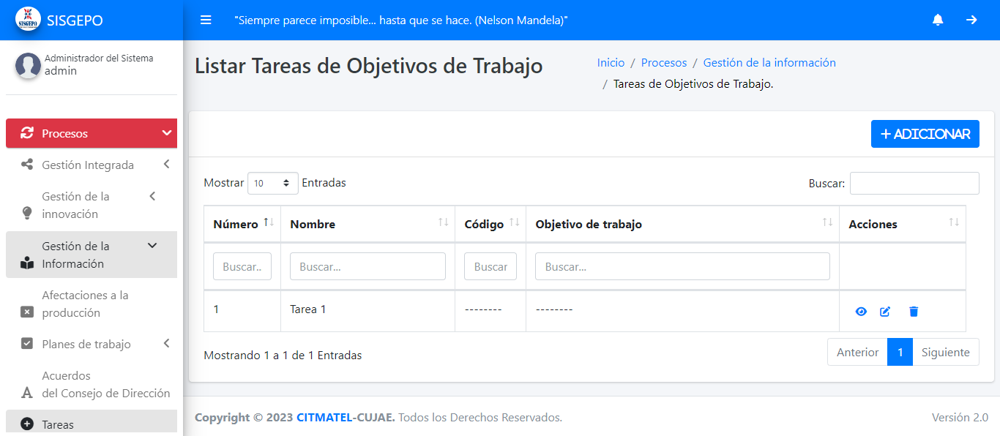 SISGEPO
SISGEPO
"Siempre parece imposible... hasta que se hace. (Nelson Mandela)"
Administrador del Sistema
admin
Procesos
Gestión Integrada
Gestión de la
innovación
Gestión de la
Información
Afectaciones a la
producción
Planes de trabajo
Acuerdos
del Consejo de Dirección
Tareas
Listar Tareas de Objetivos de Trabajo
Inicio / Procesos / Gestión de la información
/ Tareas de Objetivos de Trabajo.
+ ADICIONAR
Mostrar 10 Entradas
Buscar:
Número Nombre Código Objetivo de trabajo Acciones
Buscar.. Buscar... Buscar Buscar...
1 Tarea 1 -------- --------
Mostrando 1 a 1 de 1 Entradas
Anterior 1 Siguiente
Copyright © 2023 CITMATEL-CUJAE. Todos los Derechos Reservados.
Versión 2.0